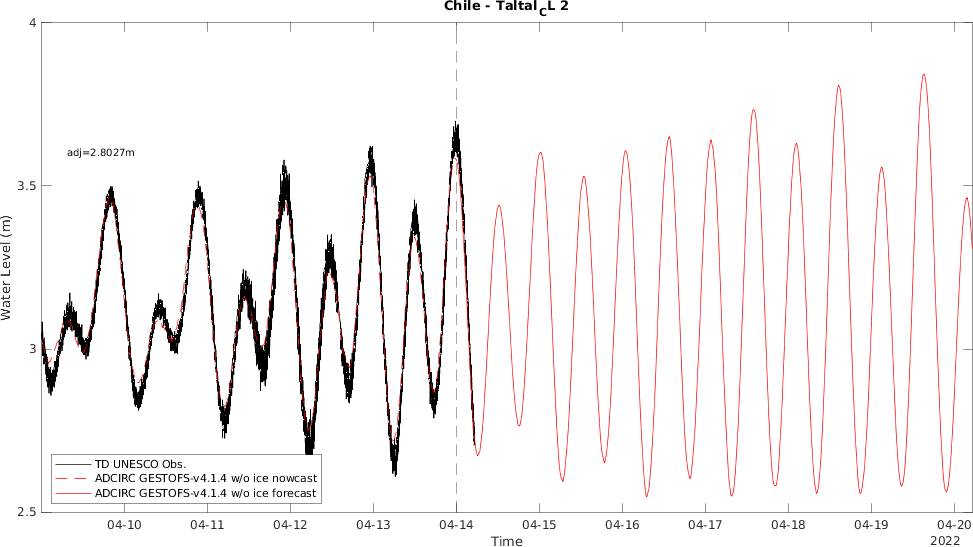 Chile - Taltal_CL 2
4
3.5
3
2.5
Water Level (m)
adj=2.8027m
TD UNESCO Obs.
ADCIRC GESTOFS-v4.1.4 w/o ice nowcast
ADCIRC GESTOFS-v4.1.4 w/o ice forecast
04-10 04-11 04-12 04-13 04-14 04-15 04-16 04-17 04-18 04-19 04-20
Time
2022